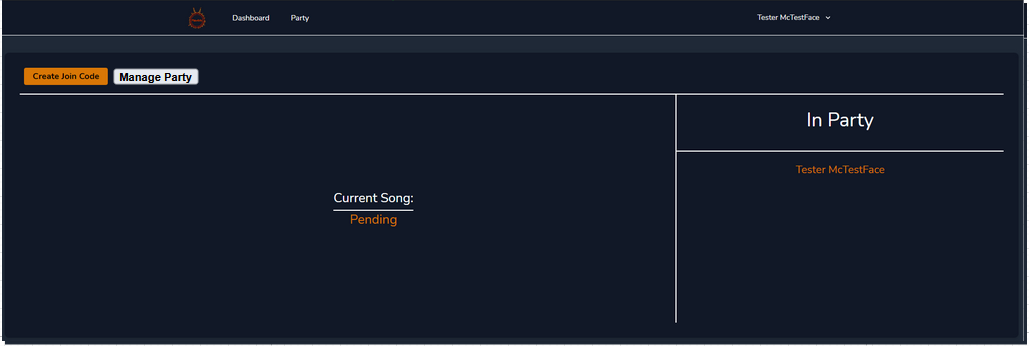 Dashboard Party Tester McTestFace
Create Join Code Manage Party
In Party
Tester McTestFace
Current Song:
Pending